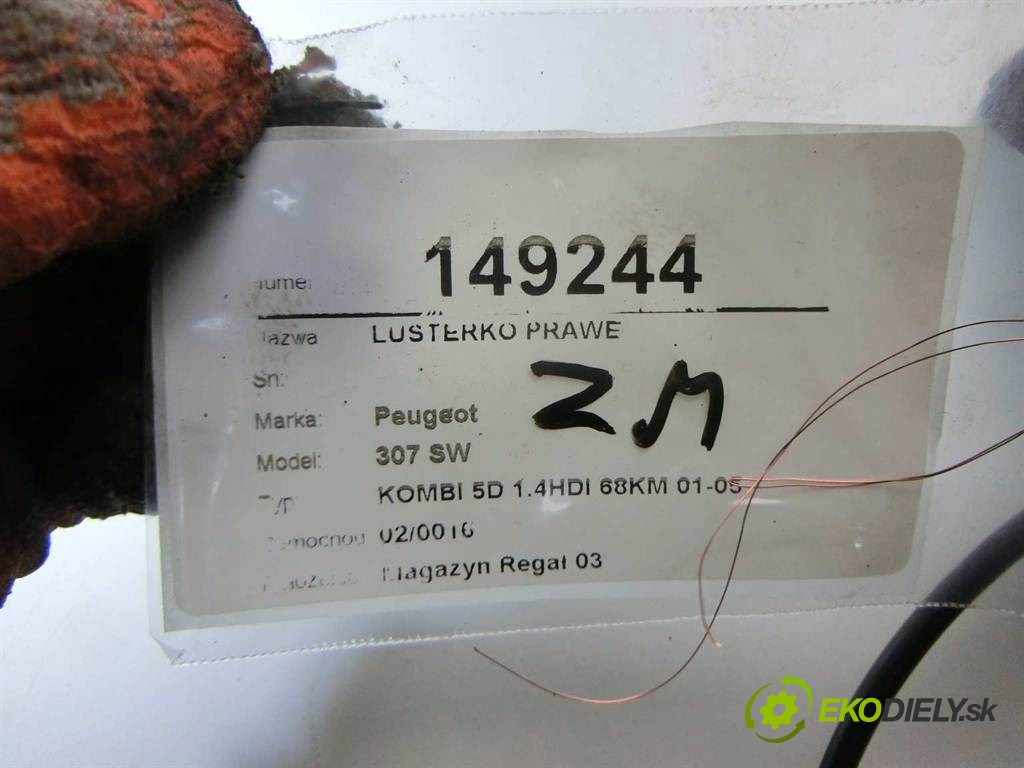 149244
LUSTERKO PRAWE
Sn:
Marka: Peugeot
Model: 307 SW
KOMBI 5D 1.4HDI 68KM 01-05
02/0016
Magazyn Regał 03
ZM
EKODIELY.sk